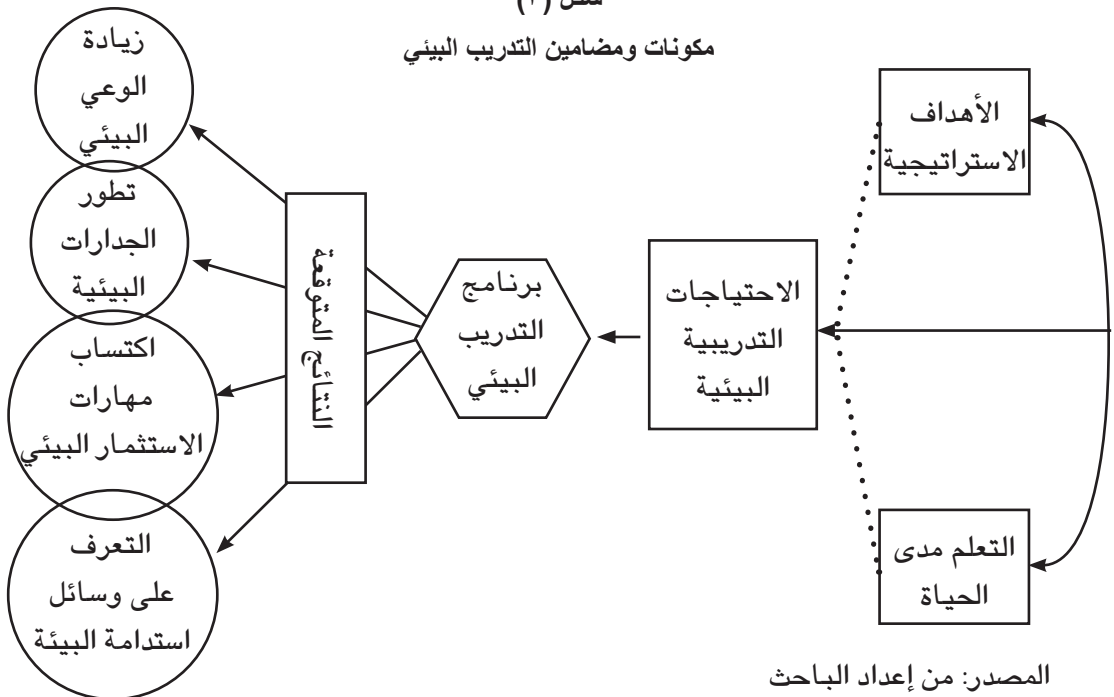 مكونات ومضامين التدريب البيئي
الأهداف
الاستراتيجية
التعلم مدى
الحياة
الاحتياجات
التدريبية
البيئية
برنامج
التدريب
البيئي
النتائج المتوقعة
زيادة
الوعي
البيئي
تطور
الجدارات
البيئية
اكتساب
مهارات
الاستثمار البيئي
التعرف
على وسائل
استدامة البيئة
المصدر: من إعداد الباحث